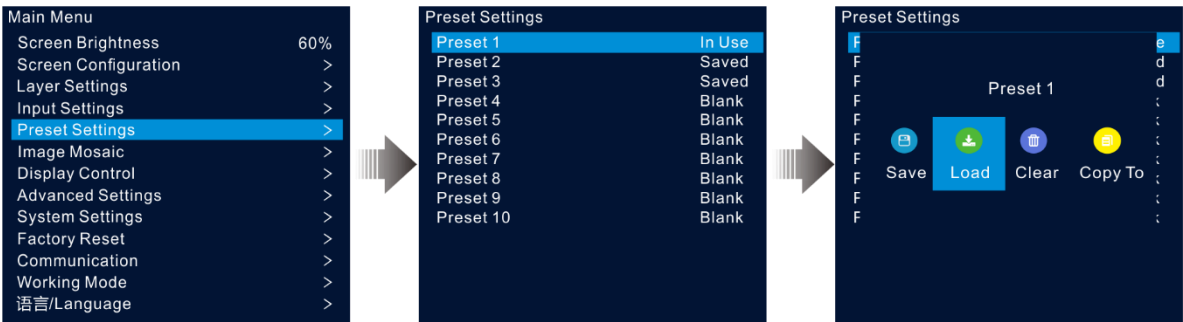 Main Menu
Screen Brightness 60%
Screen Configuration >
Layer Settings >
Input Settings >
Preset Settings >
Image Mosaic >
Display Control >
Advanced Settings >
System Settings >
Factory Reset >
Communication >
Working Mode >
语言/Language >
Preset Settings
Preset 1 In Use
Preset 2 Saved
Preset 3 Saved
Preset 4 Blank
Preset 5 Blank
Preset 6 Blank
Preset 7 Blank
Preset 8 Blank
Preset 9 Blank
Preset 10 Blank
Preset Settings
Preset 1
Save Load Clear Copy To